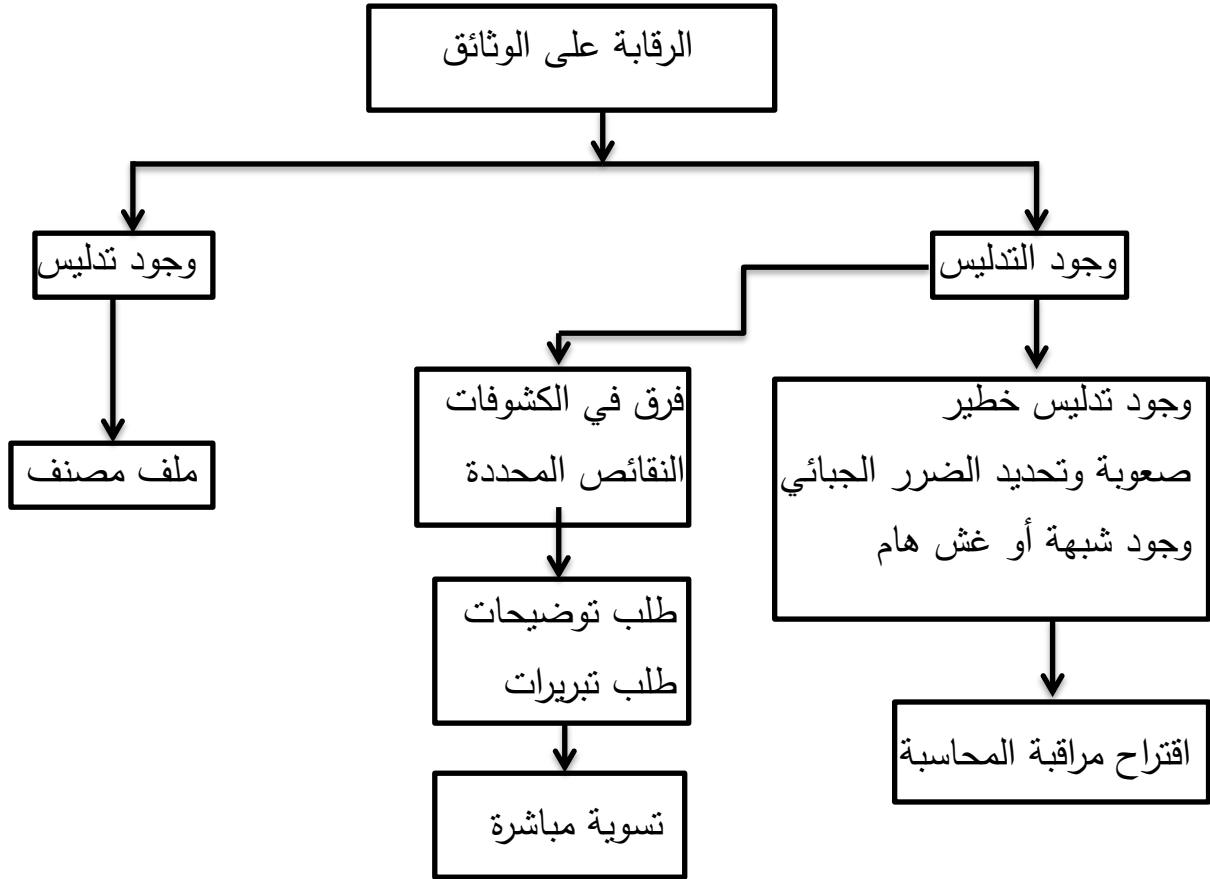 الرقابة على الوثائق
وجود التدليس
وجود تدليس
وجود تدليس خطير
صعوبة وتحديد الضرر الجبائي
وجود شبهة أو غش هام
فرق في الكشوفات
النقائص المحددة
ملف مصنف
طلب توضيحات
طلب تبريرات
اقتراح مراقبة المحاسبة
تسوية مباشرة